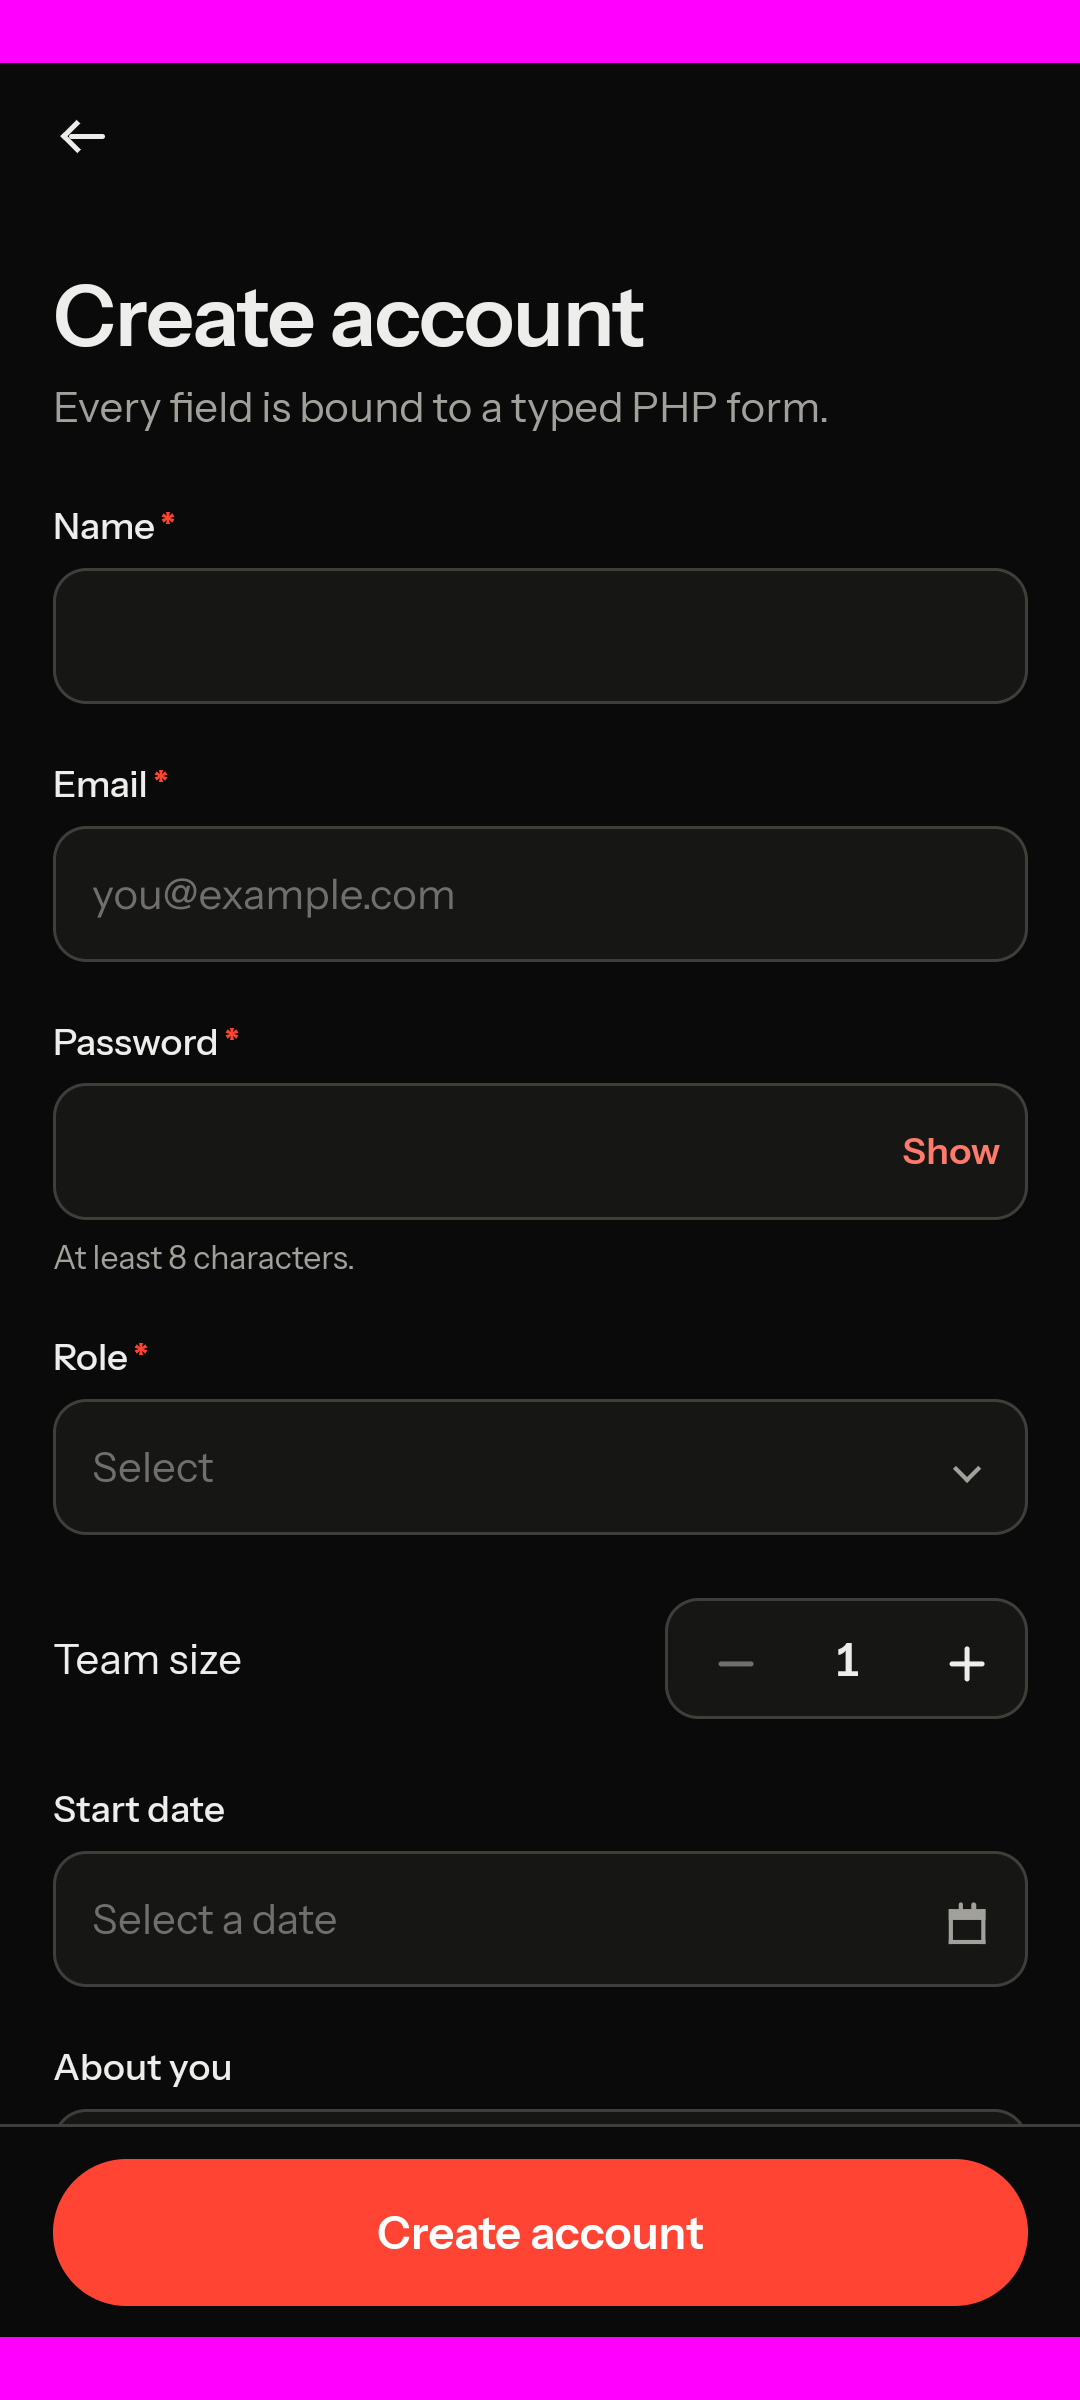 Create account
Every field is bound to a typed PHP form.
Name *
Email *
you@example.com
Password *
Show
At least 8 characters.
Role *
Select
Team size
1
Start date
Select a date
About you
Create account